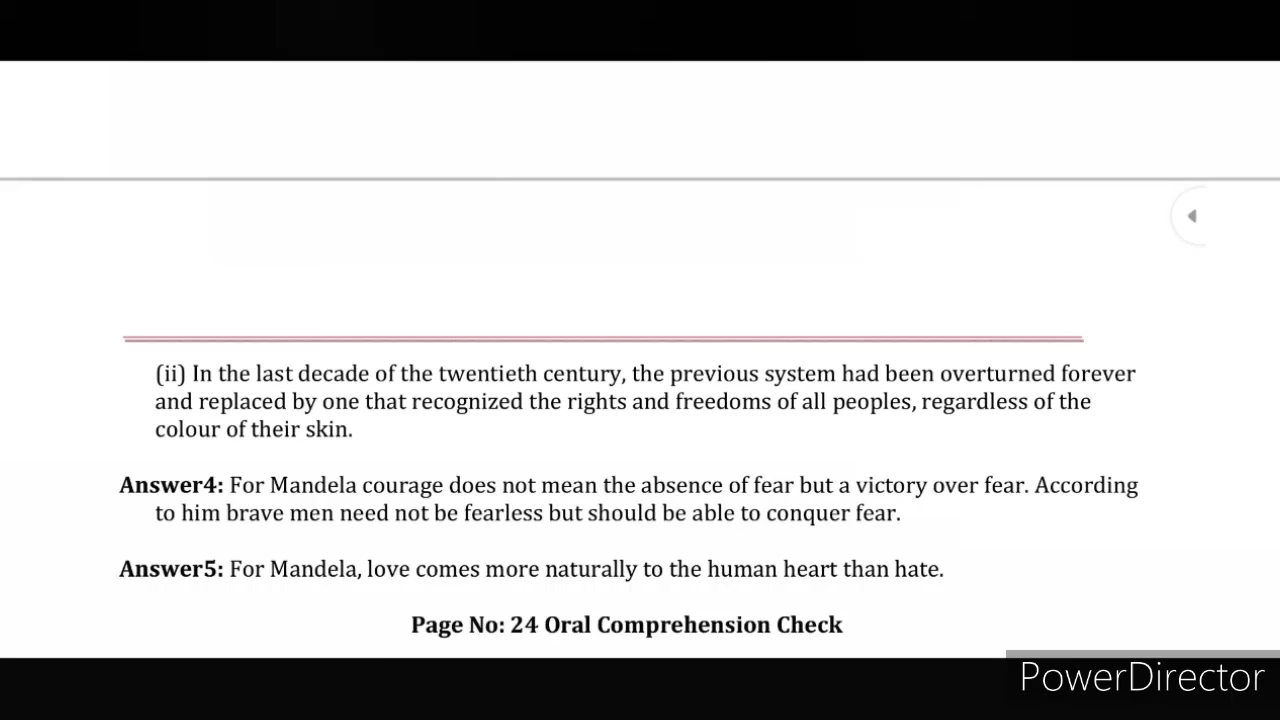 (ii) In the last decade of the twentieth century, the previous system had been overturned forever
and replaced by one that recognized the rights and freedoms of all peoples, regardless of the
colour of their skin.
Answer4: For Mandela courage does not mean the absence of fear but a victory over fear. According
to him brave men need not be fearless but should be able to conquer fear.
Answer5: For Mandela, love comes more naturally to the human heart than hate.
Page No: 24 Oral Comprehension Check
PowerDirector